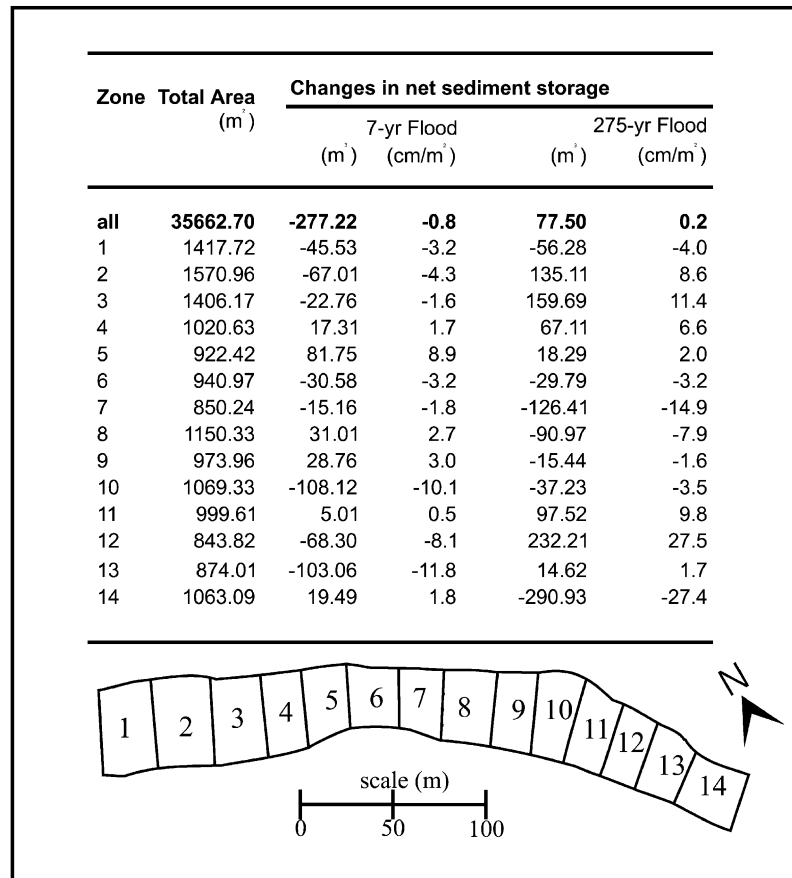 Zone Total Area Changes in net sediment storage
(m²)
7-yr Flood 275-yr Flood
(m³) (cm/m²) (m³) (cm/m²)
all 35662.70 -277.22 -0.8 77.50 0.2
1 1417.72 -45.53 -3.2 -56.28 -4.0
2 1570.96 -67.01 -4.3 135.11 8.6
3 1406.17 -22.76 -1.6 159.69 11.4
4 1020.63 17.31 1.7 67.11 6.6
5 922.42 81.75 8.9 18.29 2.0
6 940.97 -30.58 -3.2 -29.79 -3.2
7 850.24 -15.16 -1.8 -126.41 -14.9
8 1150.33 31.01 2.7 -90.97 -7.9
9 973.96 28.76 3.0 -15.44 -1.6
10 1069.33 -108.12 -10.1 -37.23 -3.5
11 999.61 5.01 0.5 97.52 9.8
12 843.82 -68.30 -8.1 232.21 27.5
13 874.01 -103.06 -11.8 14.62 1.7
14 1063.09 19.49 1.8 -290.93 -27.4
N
1 2 3 4 5 6 7 8 9 10 11 12 13 14
scale (m)
0 50 100